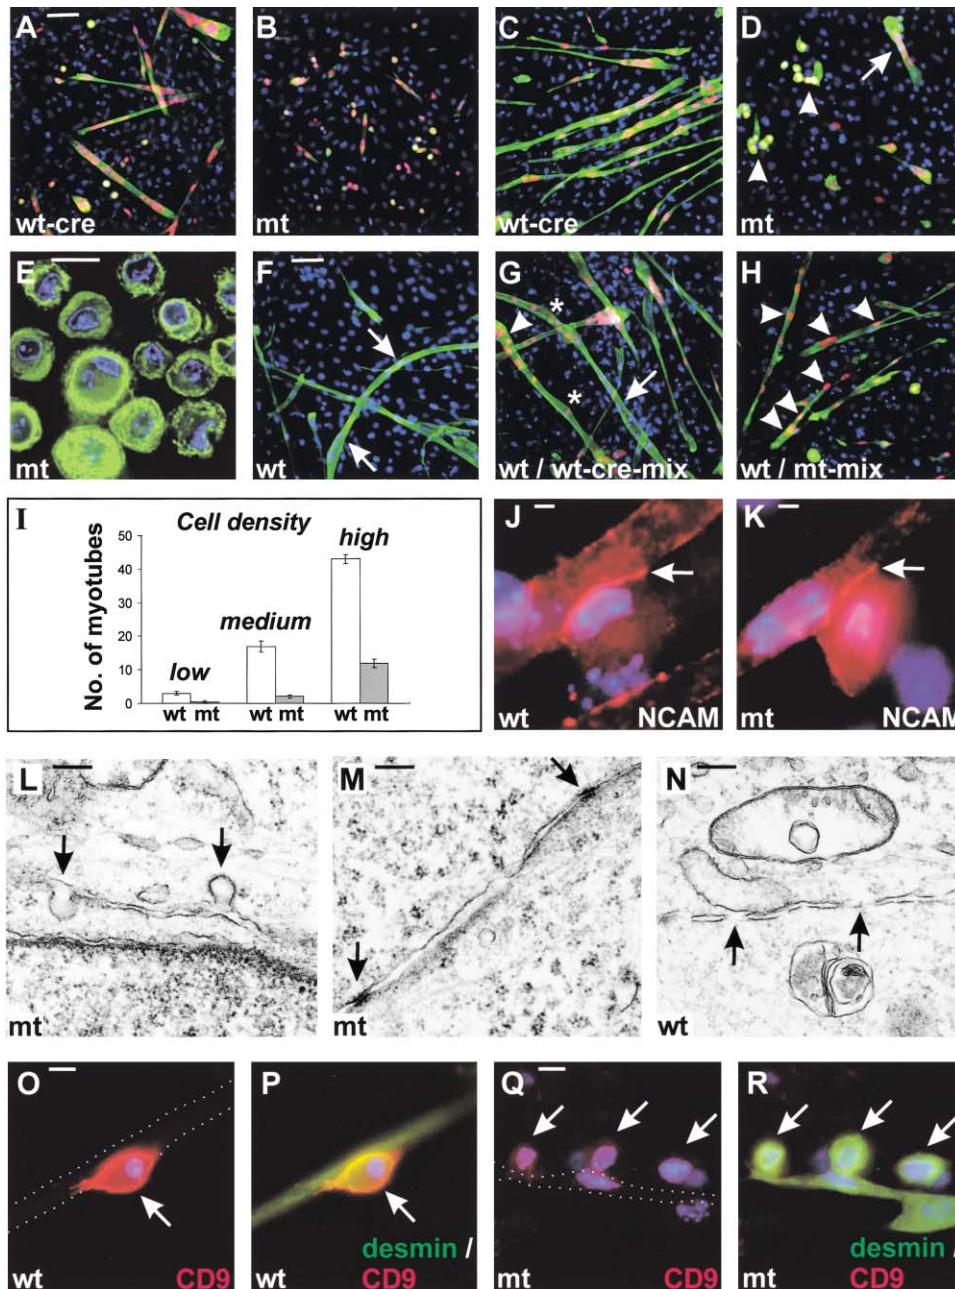 A
B
C
D
wt-cre
mt
wt-cre
mt
E
F
G
*
*
H
mt
wt
wt / wt-cre-mix
wt / mt-mix
I
Cell density
No. of myotubes
50
40
30
20
10
0
low
medium
high
wt mt
wt mt
wt mt
J
K
wt
NCAM
mt
NCAM
L
M
N
mt
mt
wt
O
P
Q
R
wt
CD9
wt
desmin /
CD9
mt
CD9
mt
desmin /
CD9